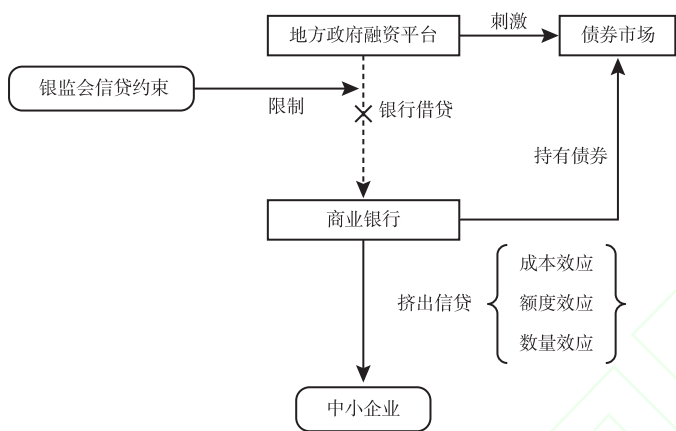 地方政府融资平台
刺激
债券市场
银监会信贷约束
限制
银行借贷
持有债券
商业银行
成本效应
挤出信贷
额度效应
数量效应
中小企业